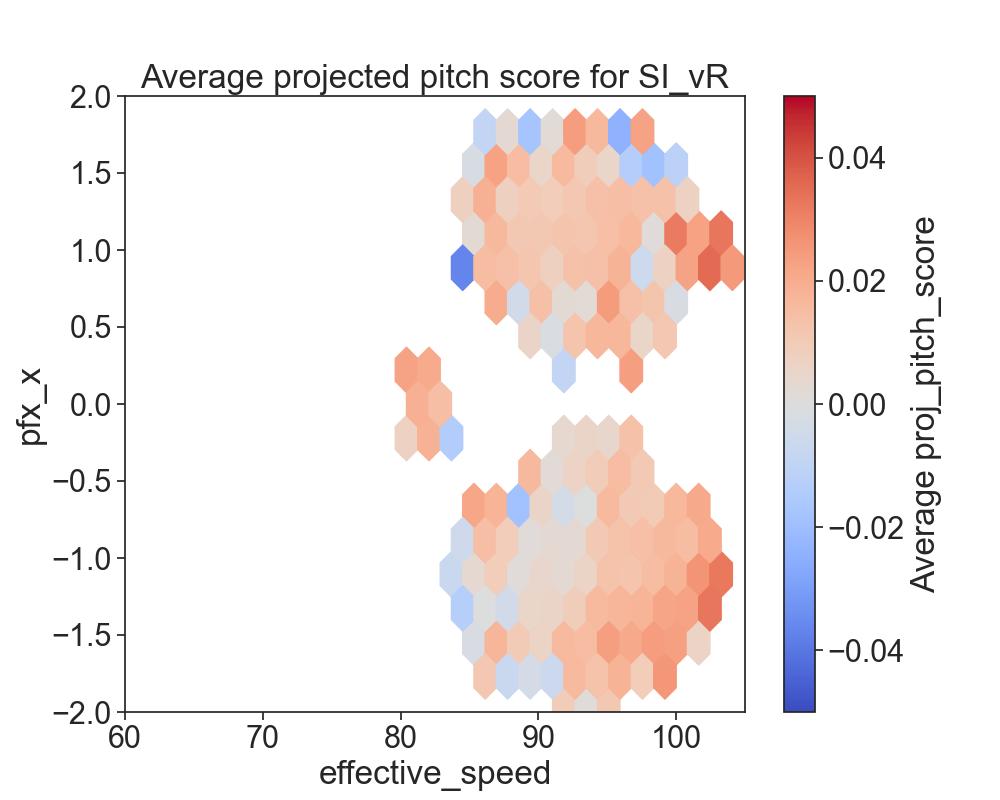 Average projected pitch score for SI_vR
2.0
1.5
1.0
0.5
0.0
−0.5
−1.0
−1.5
−2.0
pfx_x
60 70 80 90 100
effective_speed
0.04
0.02
0.00
−0.02
−0.04
Average proj_pitch_score